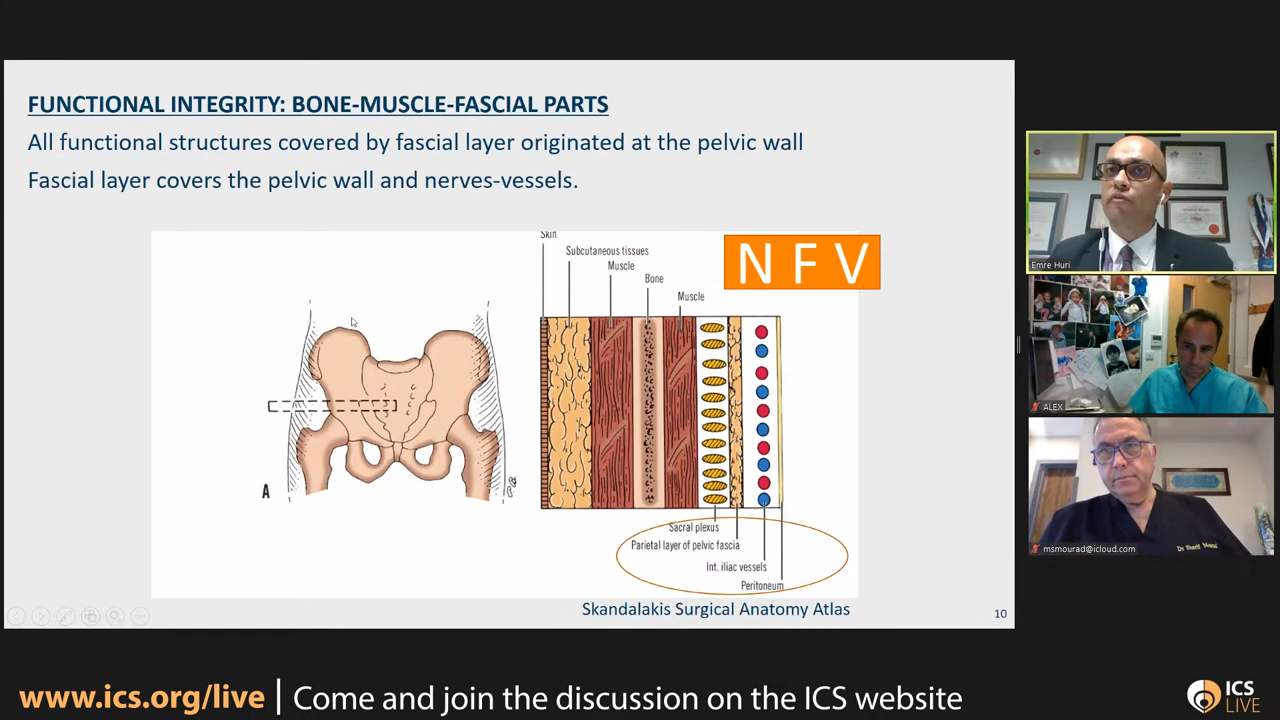 FUNCTIONAL INTEGRITY: BONE-MUSCLE-FASCIAL PARTS
All functional structures covered by fascial layer originated at the pelvic wall
Fascial layer covers the pelvic wall and nerves-vessels.
Skin
Subcutaneous tissues
Muscle
Bone
Muscle
N F V
A
Sacral plexus
Parietal layer of pelvic fascia
Int. iliac vessels
Peritoneum
Skandalakis Surgical Anatomy Atlas
10
Emre Huri
ALEX
msmourad@icloud.com
www.ics.org/live | Come and join the discussion on the ICS website
ICS
LIVE